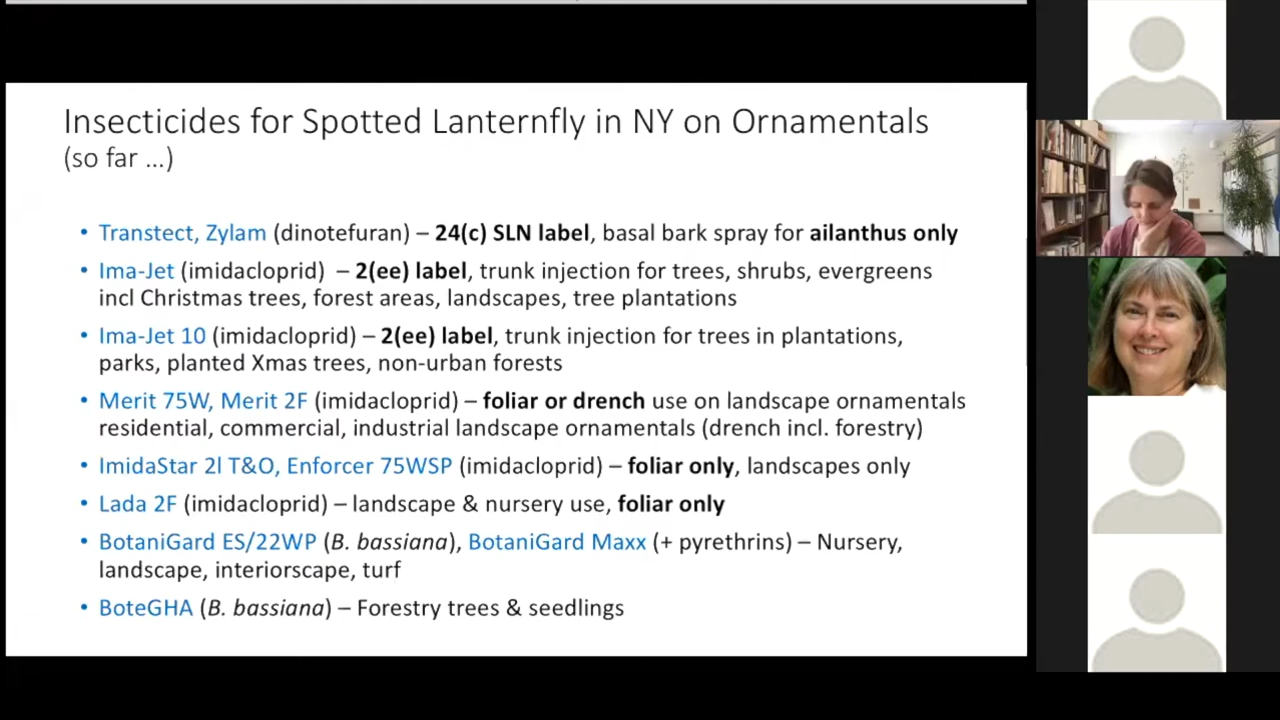 Insecticides for Spotted Lanternfly in NY on Ornamentals
(so far ...)
• Transtect, Zylam (dinotefuran) – 24(c) SLN label, basal bark spray for ailanthus only
• Ima-Jet (imidacloprid) – 2(ee) label, trunk injection for trees, shrubs, evergreens
incl Christmas trees, forest areas, landscapes, tree plantations
• Ima-Jet 10 (imidacloprid) – 2(ee) label, trunk injection for trees in plantations,
parks, planted Xmas trees, non-urban forests
• Merit 75W, Merit 2F (imidacloprid) – foliar or drench use on landscape ornamentals
residential, commercial, industrial landscape ornamentals (drench incl. forestry)
• ImidaStar 2l T&O, Enforcer 75WSP (imidacloprid) – foliar only, landscapes only
• Lada 2F (imidacloprid) – landscape & nursery use, foliar only
• BotaniGard ES/22WP (B. bassiana), BotaniGard Maxx (+ pyrethrins) – Nursery,
landscape, interiorscape, turf
• BoteGHA (B. bassiana) – Forestry trees & seedlings